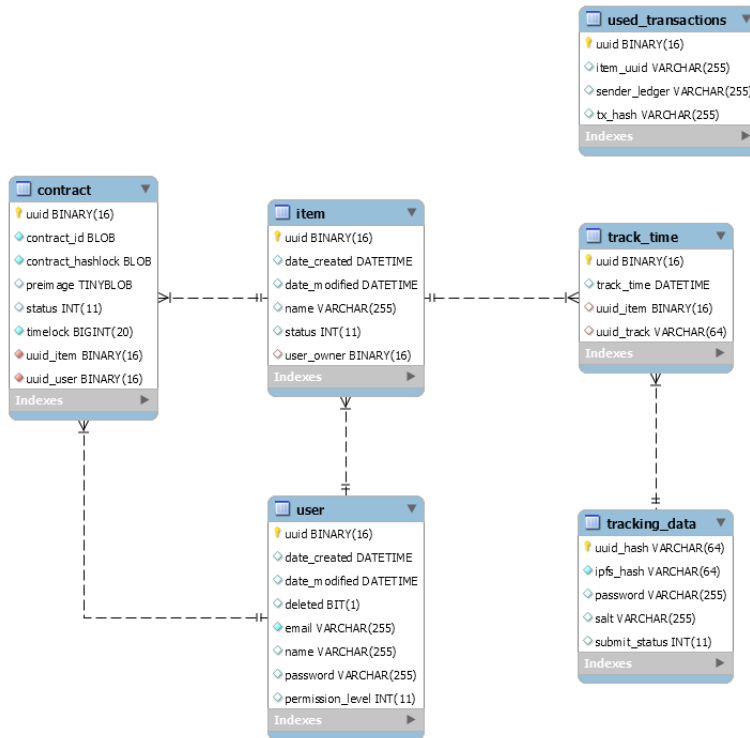 used_transactions
uuid BINARY(16)
item_uuid VARCHAR(255)
sender_ledger VARCHAR(255)
tx_hash VARCHAR(255)
Indexes
contract
uuid BINARY(16)
contract_id BLOB
contract_hashlock BLOB
preimage TINYBLOB
status INT(11)
timelock BIGINT(20)
uuid_item BINARY(16)
uuid_user BINARY(16)
Indexes
item
uuid BINARY(16)
date_created DATETIME
date_modified DATETIME
name VARCHAR(255)
status INT(11)
user_owner BINARY(16)
Indexes
track_time
uuid BINARY(16)
track_time DATETIME
uuid_item BINARY(16)
uuid_track VARCHAR(64)
Indexes
user
uuid BINARY(16)
date_created DATETIME
date_modified DATETIME
deleted BIT(1)
email VARCHAR(255)
name VARCHAR(255)
password VARCHAR(255)
permission_level INT(11)
Indexes
tracking_data
uuid_hash VARCHAR(64)
ipfs_hash VARCHAR(64)
password VARCHAR(255)
salt VARCHAR(255)
submit_status INT(11)
Indexes